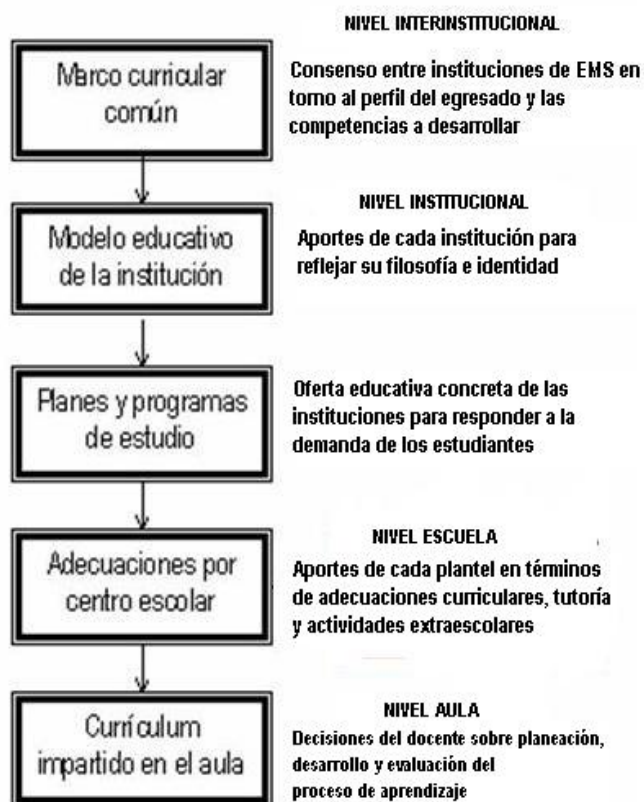 NIVEL INTERINSTITUCIONAL
Marco curricular
común
Consenso entre instituciones de EMS en
torno al perfil del egresado y las
competencias a desarrollar
NIVEL INSTITUCIONAL
Modelo educativo
de la institución
Aportes de cada institución para
reflejar su filosofía e identidad
Planes y programas
de estudio
Oferta educativa concreta de las
instituciones para responder a la
demanda de los estudiantes
NIVEL ESCUELA
Adecuaciones por
centro escolar
Aportes de cada plantel en términos
de adecuaciones curriculares, tutoría
y actividades extraescolares
NIVEL AULA
Currículum
impartido en el aula
Decisiones del docente sobre planeación,
desarrollo y evaluación del
proceso de aprendizaje